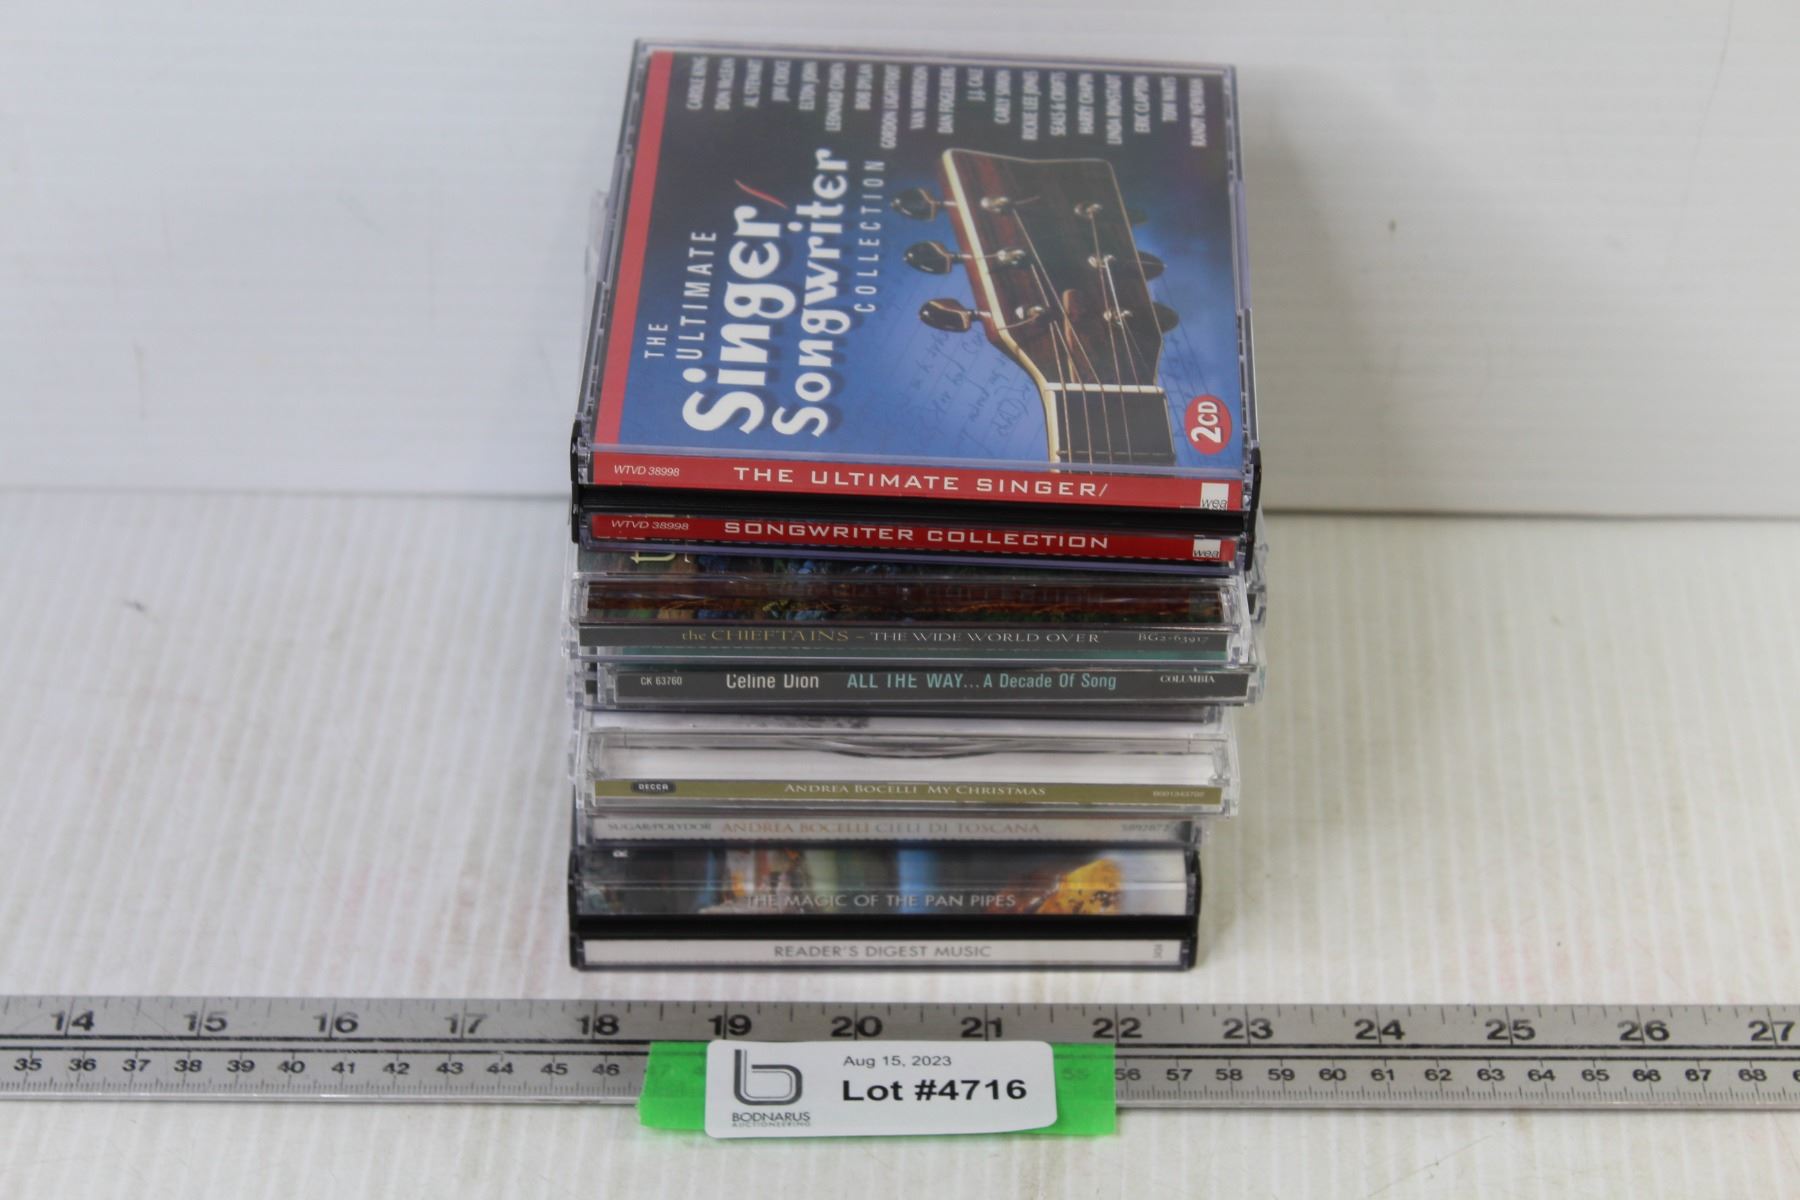 CAROLE KING
DON McLEAN
AL STEWART
JIM CROCE
ELTON JOHN
LEONARD COHEN
BOB DYLAN
GORDON LIGHTFOOT
VAN MORRISON
DAN FOGELBERG
J.J. CALE
CARLY SIMON
RICKIE LEE JONES
SEALS & CROFTS
HARRY CHAPIN
LINDA RONSTADT
ERIC CLAPTON
TOM WAITS
RANDY NEWMAN
THE
ULTIMATE
Singer/
Songwriter
COLLECTION
2CD
WTVD 38998 THE ULTIMATE SINGER/ wea
WTVD 38998 SONGWRITER COLLECTION wea
the CHIEFTAINS - THE WIDE WORLD OVER BG2-63917
CK 63760 Celine Dion ALL THE WAY...A Decade Of Song COLUMBIA
DECCA ANDREA BOCELLI MY CHRISTMAS
SUGAR/POLYDOR ANDREA BOCELLI CIELI DI TOSCANA
THE MAGIC OF THE PAN PIPES
READER'S DIGEST MUSIC
14 15 16 17 18 19 20 21 22 23 24 25 26 27
35 36 37 38 39 40 41 42 43 44 45 46 47 55 56 57 58 59 60 61 62 63 64 65 66 67 68
b Aug 15, 2023
Lot #4716
BODNARUS
AUCTIONEERING